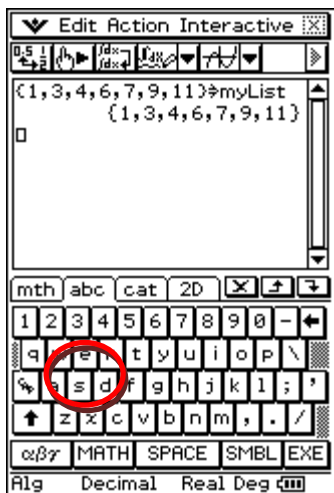 Edit Action Interactive
{1,3,4,6,7,9,11}⇒myList
{1,3,4,6,7,9,11}
mth abc cat 2D
1 2 3 4 5 6 7 8 9 0 -
q e t y u i o p \
a s d f g h j k l ; '
z x c v b n m , . /
αβγ MATH SPACE SMBL EXE
Alg Decimal Real Deg